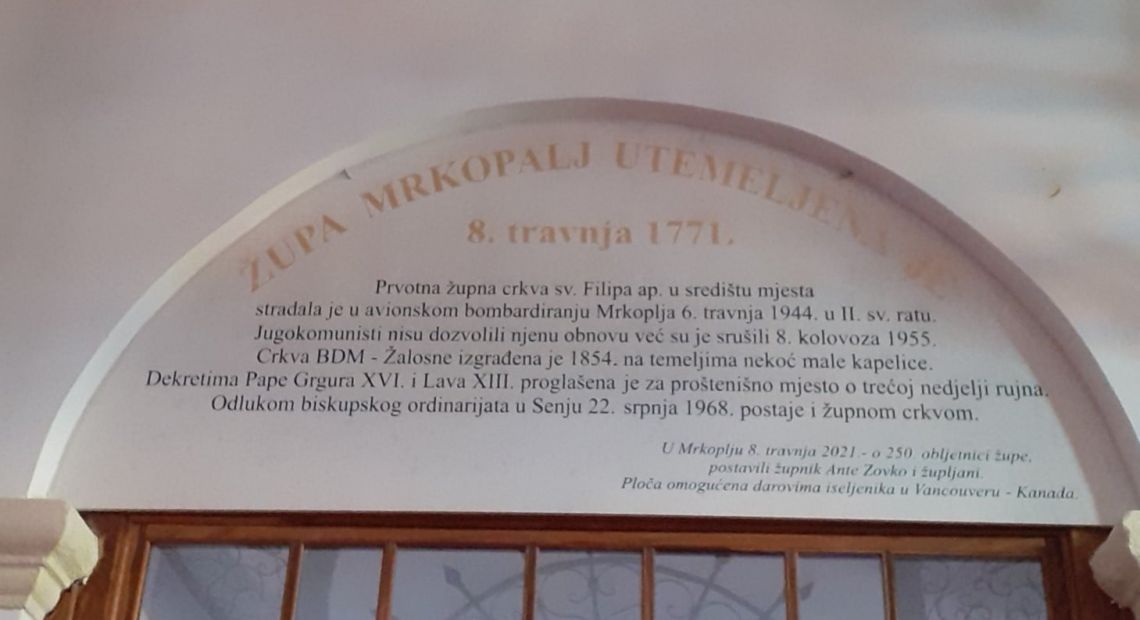 ŽUPA MRKOPALJ UTEMELJENA JE
8. travnja 1771.
Prvotna župna crkva sv. Filipa ap. u središtu mjesta
stradala je u avionskom bombardiranju Mrkoplja 6. travnja 1944. u II. sv. ratu.
Jugokomunisti nisu dozvolili njenu obnovu već su je srušili 8. kolovoza 1955.
Crkva BDM - Žalosne izgrađena je 1854. na temeljima nekoć male kapelice.
Dekretima Pape Grgura XVI. i Lava XIII. proglašena je za proštenišno mjesto o trećoj nedjelji rujna.
Odlukom biskupskog ordinarijata u Senju 22. srpnja 1968. postaje i župnom crkvom.
U Mrkoplju 8. travnja 2021.- o 250. obljetnici župe,
postavili župnik Ante Zovko i župljani.
Ploča omogućena darovima iseljenika u Vancouveru - Kanada.